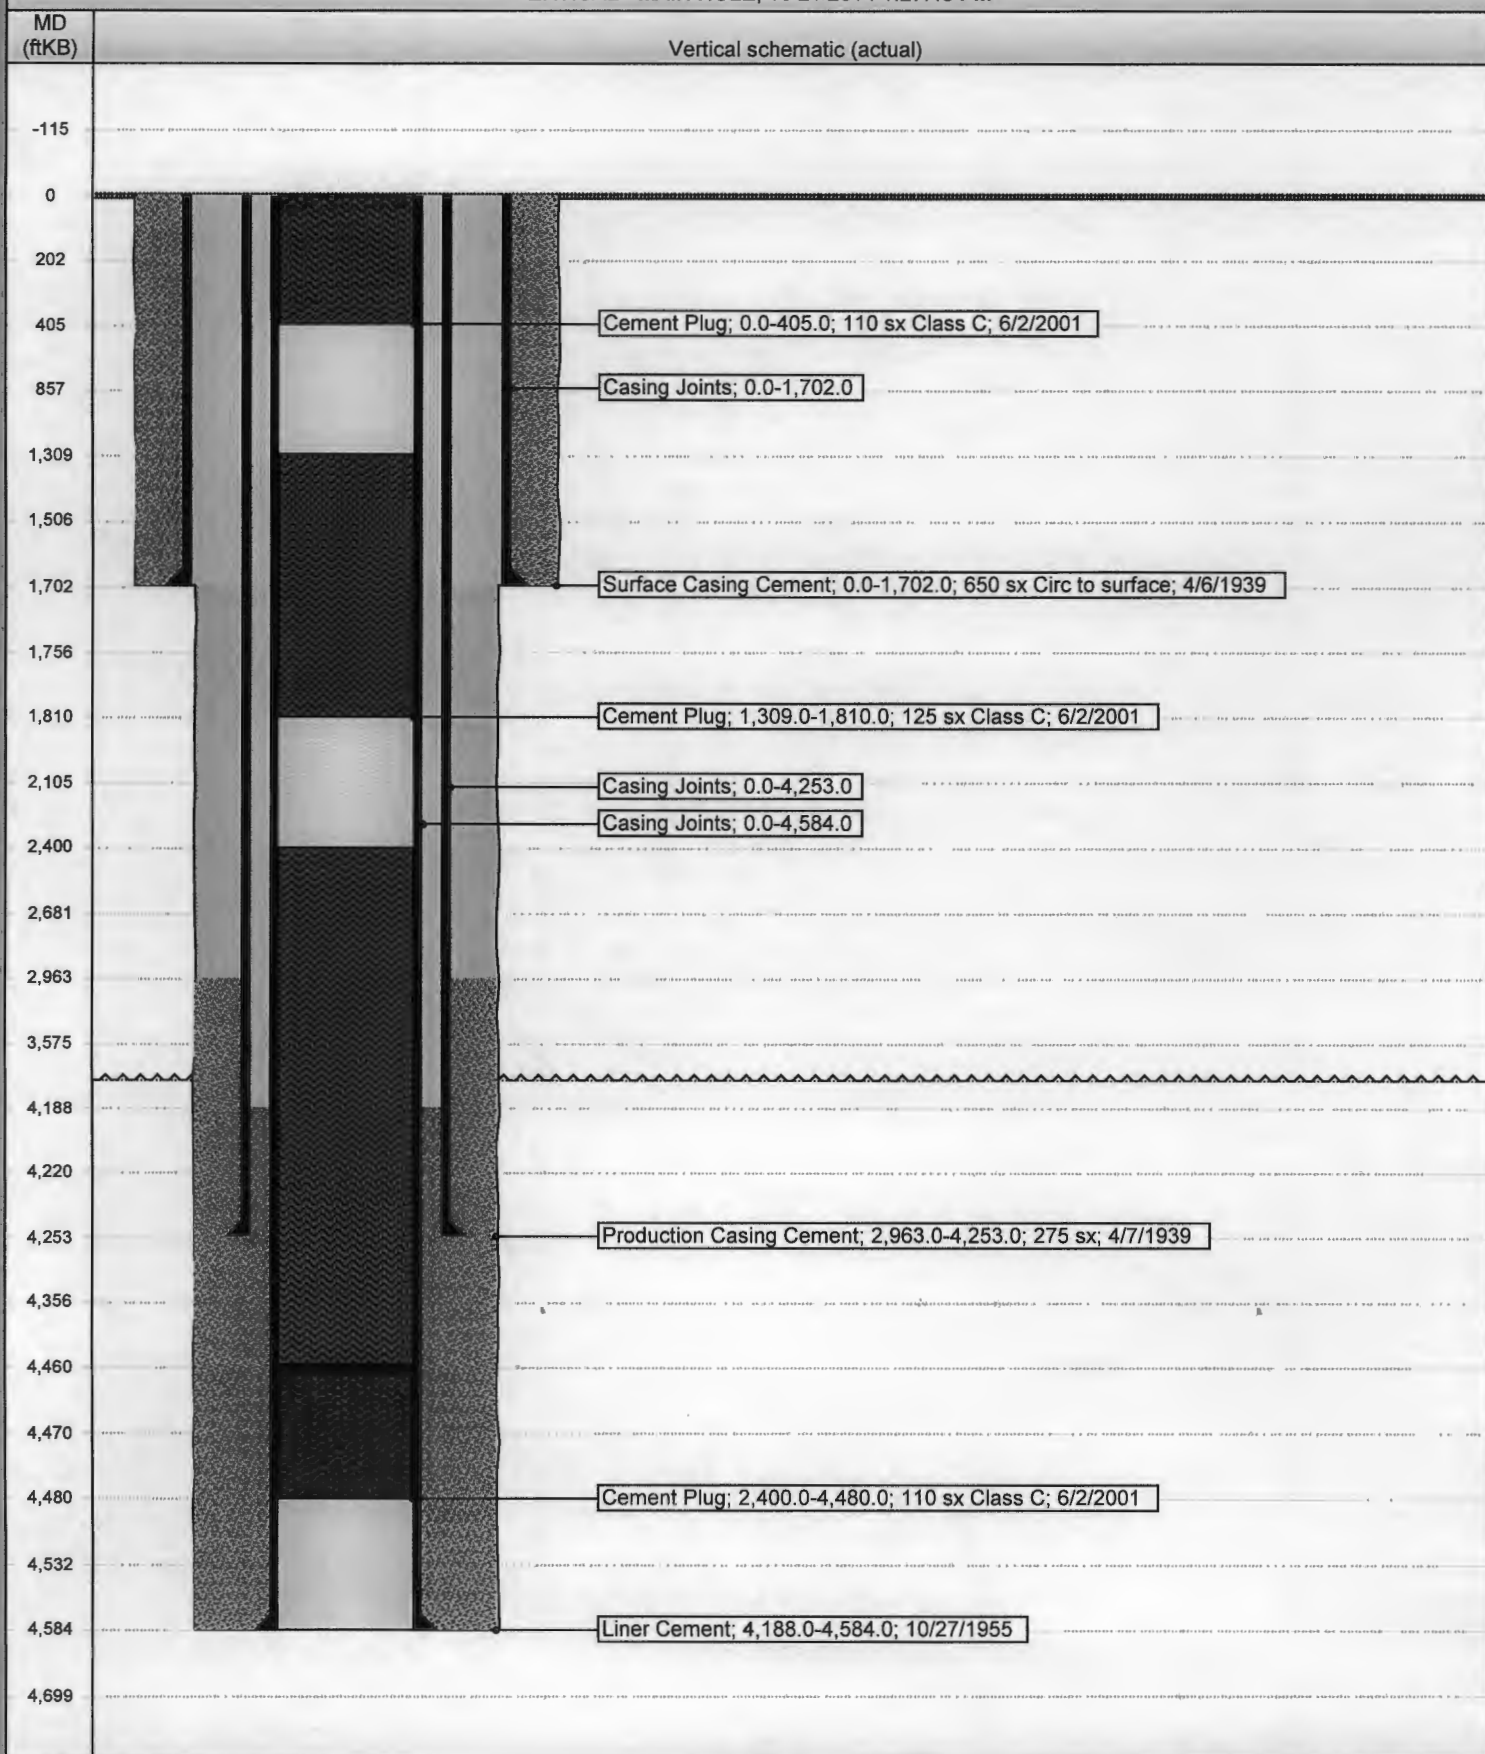 MD
(ftKB)
Vertical schematic (actual)
-115
0
202
405
Cement Plug; 0.0-405.0; 110 sx Class C; 6/2/2001
857
Casing Joints; 0.0-1,702.0
1,309
1,506
1,702
Surface Casing Cement; 0.0-1,702.0; 650 sx Circ to surface; 4/6/1939
1,756
1,810
Cement Plug; 1,309.0-1,810.0; 125 sx Class C; 6/2/2001
2,105
Casing Joints; 0.0-4,253.0
Casing Joints; 0.0-4,584.0
2,400
2,681
2,963
3,575
4,188
4,220
4,253
Production Casing Cement; 2,963.0-4,253.0; 275 sx; 4/7/1939
4,356
4,460
4,470
4,480
Cement Plug; 2,400.0-4,480.0; 110 sx Class C; 6/2/2001
4,532
4,584
Liner Cement; 4,188.0-4,584.0; 10/27/1955
4,699